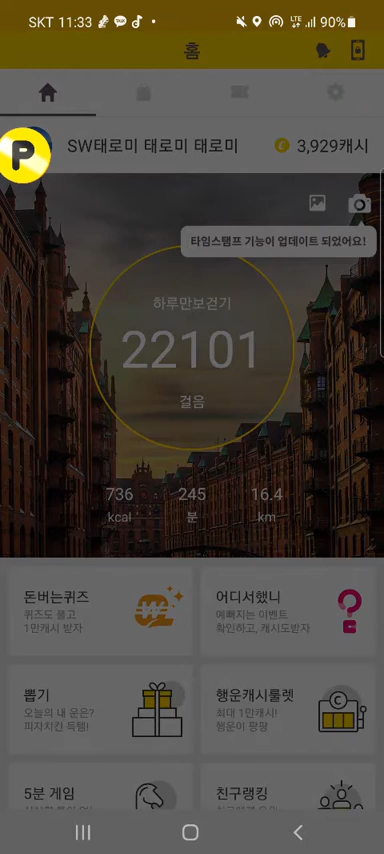 SKT 11:33
LTE
90%
홈
P
SW태로미 태로미 태로미
3,929캐시
타임스탬프 기능이 업데이트 되었어요!
하루만보걷기
22101
걸음
736 245 16.4
kcal 분 km
돈버는퀴즈
퀴즈도 풀고
1만캐시 받자
어디서했니
예뻐지는 이벤트
확인하고, 캐시도받자
뽑기
오늘의 내 운은?
피자치킨 득템!
행운캐시룰렛
최대 1만캐시!
행운이 팡팡
C
5분 게임
친구랭킹